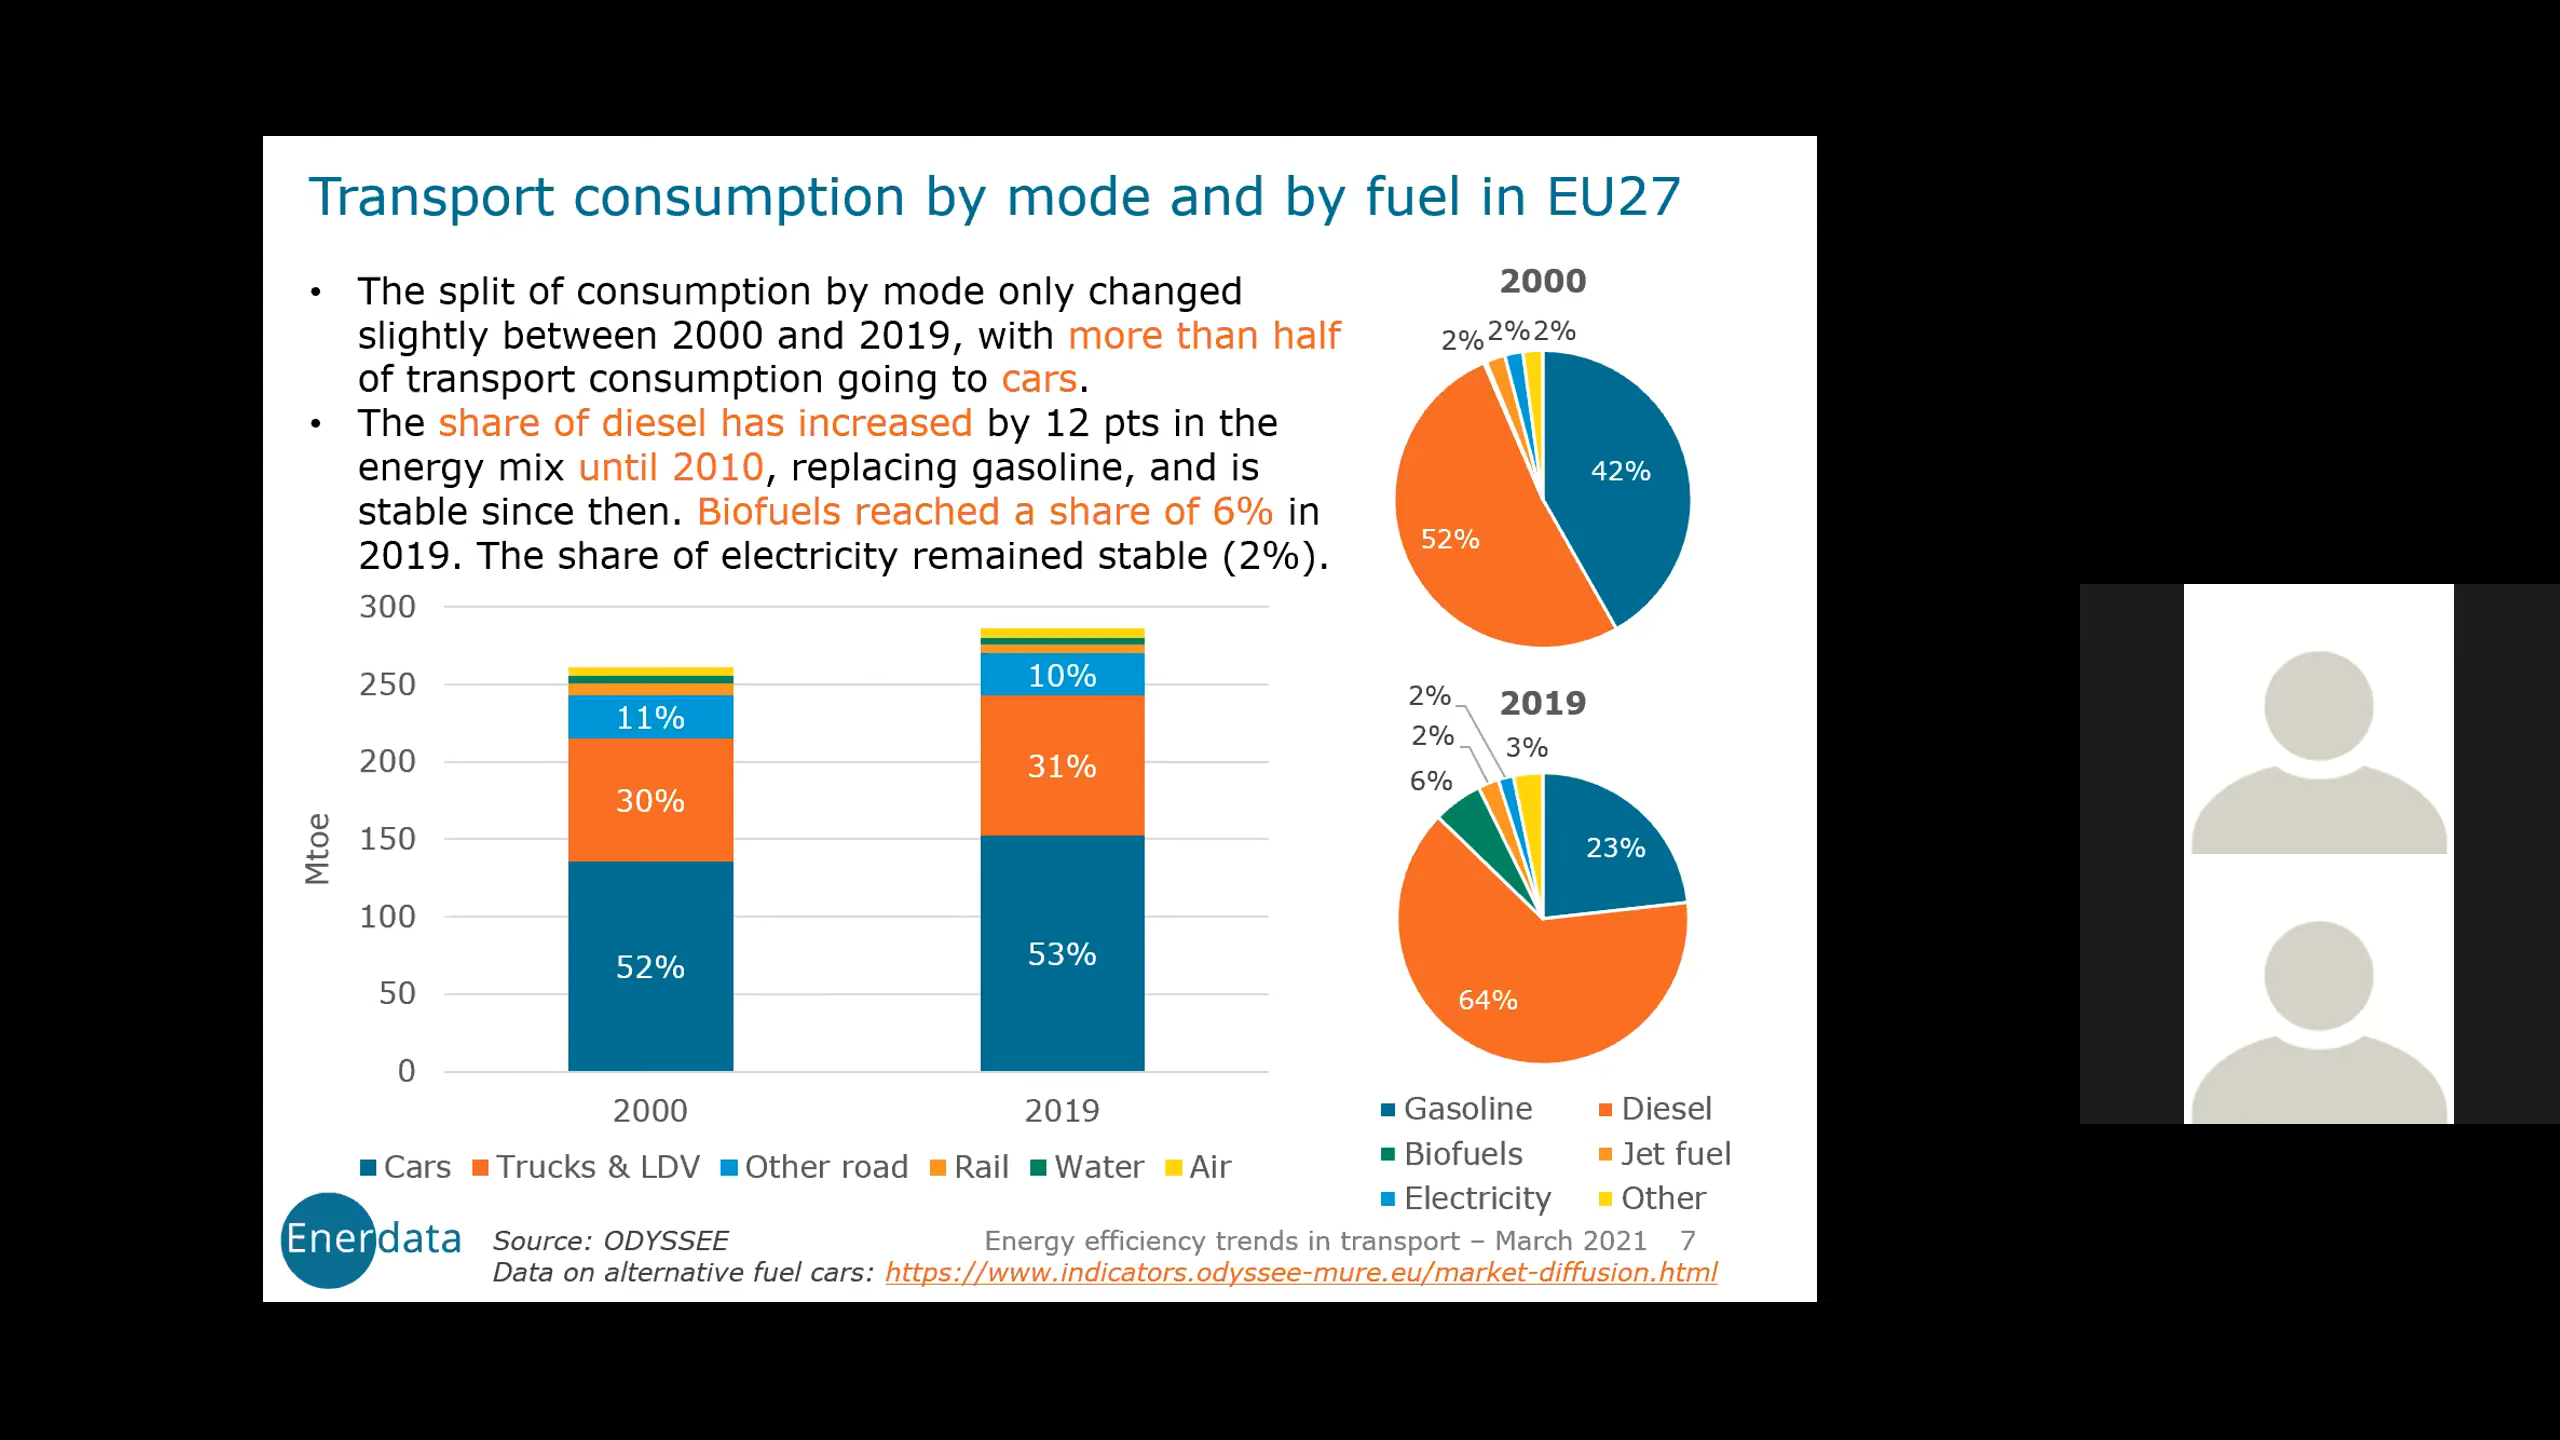 Transport consumption by mode and by fuel in EU27
• The split of consumption by mode only changed
slightly between 2000 and 2019, with more than half
of transport consumption going to cars.
• The share of diesel has increased by 12 pts in the
energy mix until 2010, replacing gasoline, and is
stable since then. Biofuels reached a share of 6% in
2019. The share of electricity remained stable (2%).
300
250
200
150
100
50
0
Mtoe
11%
30%
52%
10%
31%
53%
2000
2019
Cars Trucks & LDV Other road Rail Water Air
2000
2% 2% 2%
42%
52%
2019
2%
2%
3%
6%
23%
64%
Gasoline Diesel
Biofuels Jet fuel
Electricity Other
Enerdata
Source: ODYSSEE
Energy efficiency trends in transport – March 2021 7
Data on alternative fuel cars: https://www.indicators.odyssee-mure.eu/market-diffusion.html